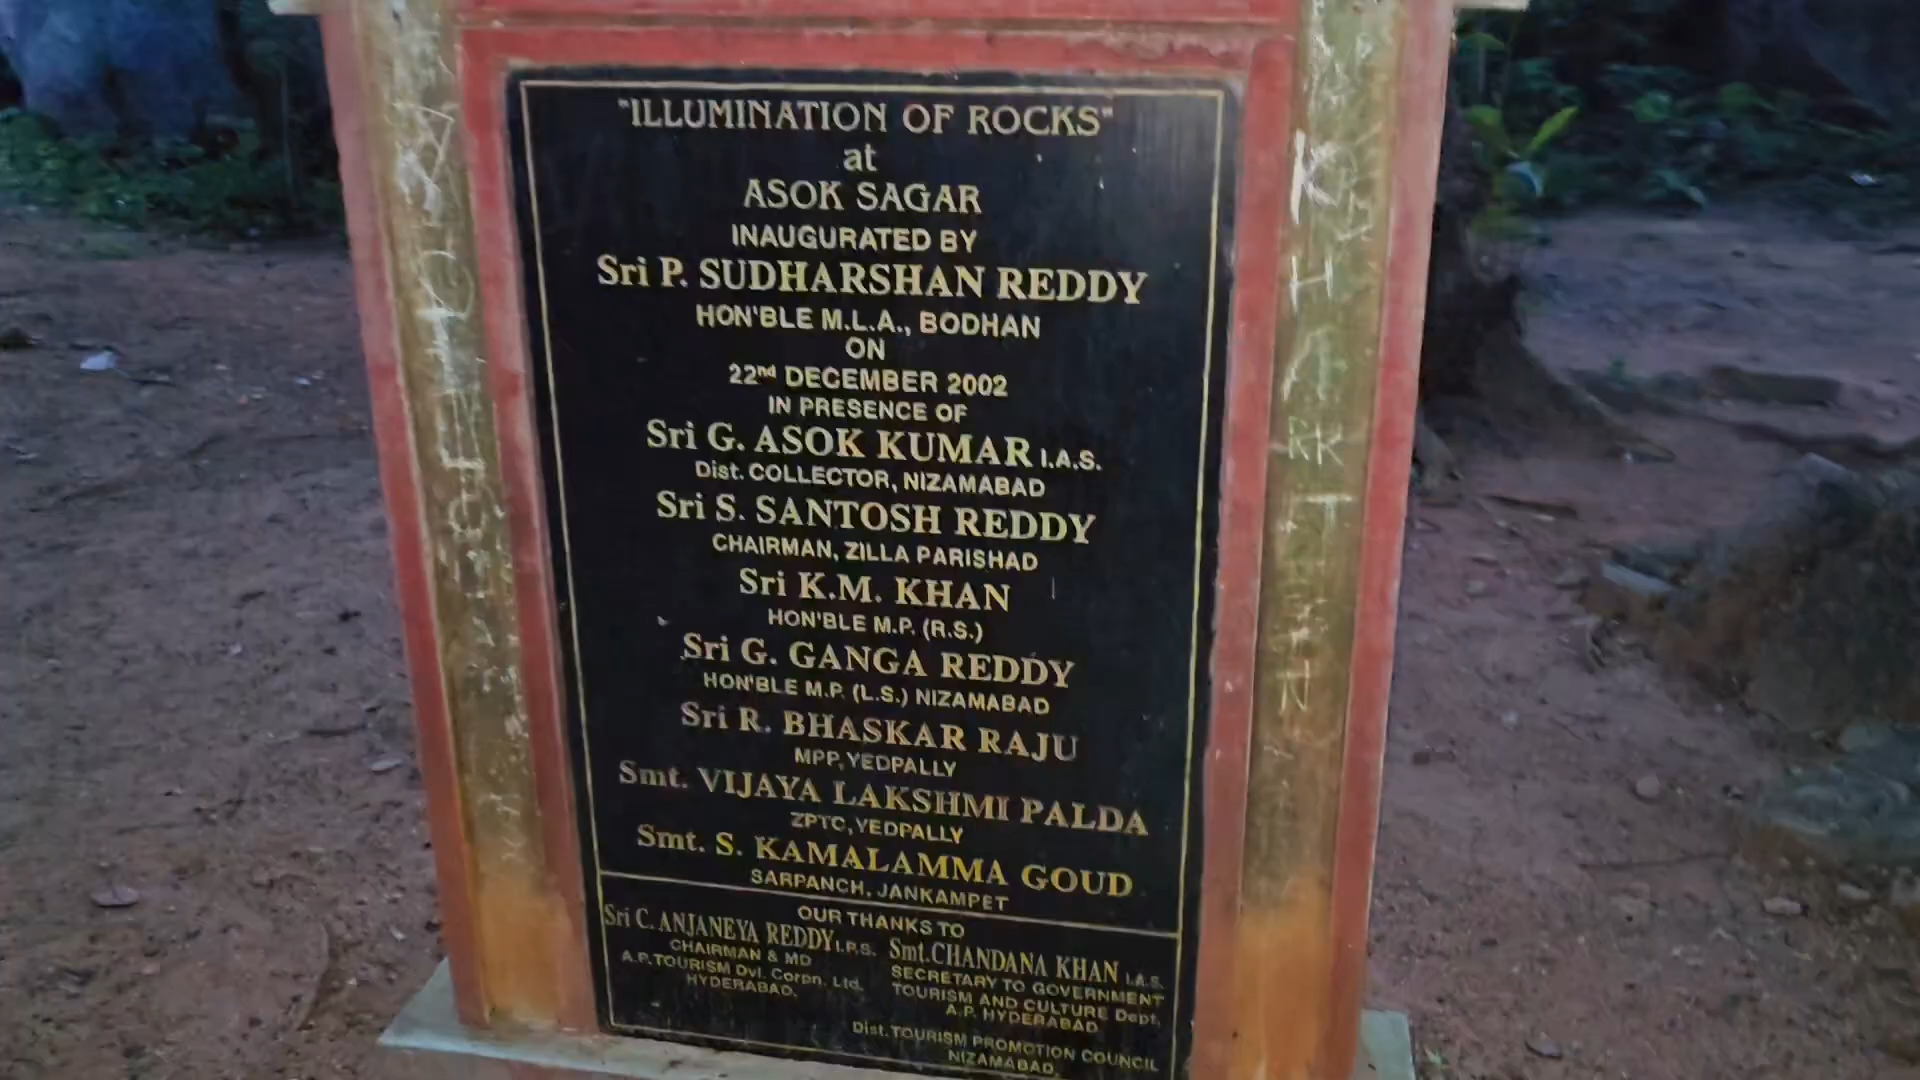 "ILLUMINATION OF ROCKS"
at
ASOK SAGAR
INAUGURATED BY
Sri P. SUDHARSHAN REDDY
HON'BLE M.L.A., BODHAN
ON
22nd DECEMBER 2002
IN PRESENCE OF
Sri G. ASOK KUMAR I.A.S.
Dist. COLLECTOR, NIZAMABAD
Sri S. SANTOSH REDDY
CHAIRMAN, ZILLA PARISHAD
Sri K.M. KHAN
HON'BLE M.P. (R.S.)
Sri G. GANGA REDDY
HON'BLE M.P. (L.S.) NIZAMABAD
Sri R. BHASKAR RAJU
MPP, YEDPALLY
Smt. VIJAYA LAKSHMI PALDA
ZPTC, YEDPALLY
Smt. S. KAMALAMMA GOUD
SARPANCH, JANKAMPET
OUR THANKS TO
Sri C. ANJANEYA REDDY I.P.S.
CHAIRMAN & MD
A.P. TOURISM Dvl. Corpn. Ltd.
HYDERABAD.
Smt. CHANDANA KHAN I.A.S.
SECRETARY TO GOVERNMENT
TOURISM AND CULTURE Dept.
A.P. HYDERABAD
Dist. TOURISM PROMOTION COUNCIL
NIZAMABAD.